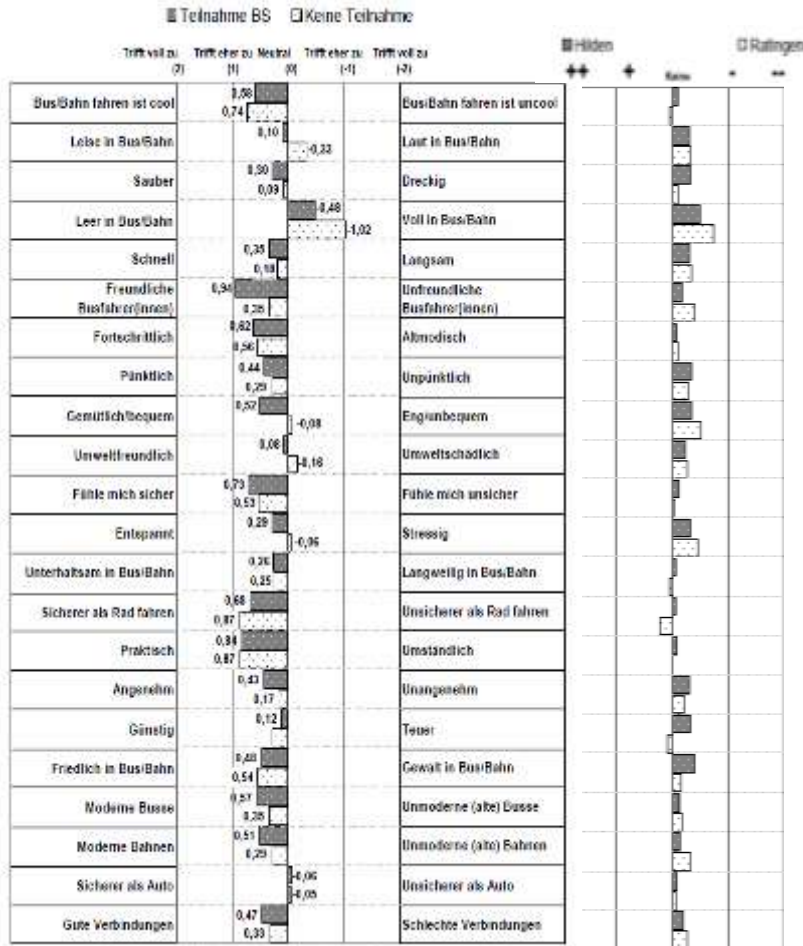 Teilnahme BS Keine Teilnahme
Trifft voll zu Trifft eher zu Neutral Trifft eher zu Trifft voll zu
(2) (1) (0) (-1) (-2)
Hilden Ratingen
++ + - --
Bus/Bahn fahren ist cool 0,58 0,74 Bus/Bahn fahren ist uncool
Leise in Bus/Bahn 0,10 -0,33 Laut in Bus/Bahn
Sauber 0,30 0,09 Dreckig
Leer in Bus/Bahn -0,48 -1,02 Voll in Bus/Bahn
Schnell 0,35 0,18 Langsam
Freundliche
Busfahrer(innen) 0,94 0,35 Unfreundliche
Busfahrer(innen)
Fortschrittlich 0,62 0,56 Altmodisch
Pünktlich 0,44 0,29 Unpünktlich
Gemütlich/bequem 0,52 -0,08 Eng/unbequem
Umweltfreundlich 0,08 -0,16 Umweltschädlich
Fühle mich sicher 0,73 0,53 Fühle mich unsicher
Entspannt 0,29 -0,06 Stressig
Unterhaltsam in Bus/Bahn 0,26 0,25 Langweilig in Bus/Bahn
Sicherer als Rad fahren 0,68 0,87 Unsicherer als Rad fahren
Praktisch 0,84 0,87 Umständlich
Angenehm 0,43 0,17 Unangenehm
Günstig 0,12 Teuer
Friedlich in Bus/Bahn 0,48 0,54 Gewalt in Bus/Bahn
Moderne Busse 0,57 0,35 Unmoderne (alte) Busse
Moderne Bahnen 0,51 0,29 Unmoderne (alte) Bahnen
Sicherer als Auto -0,06 -0,05 Unsicherer als Auto
Gute Verbindungen 0,47 0,33 Schlechte Verbindungen